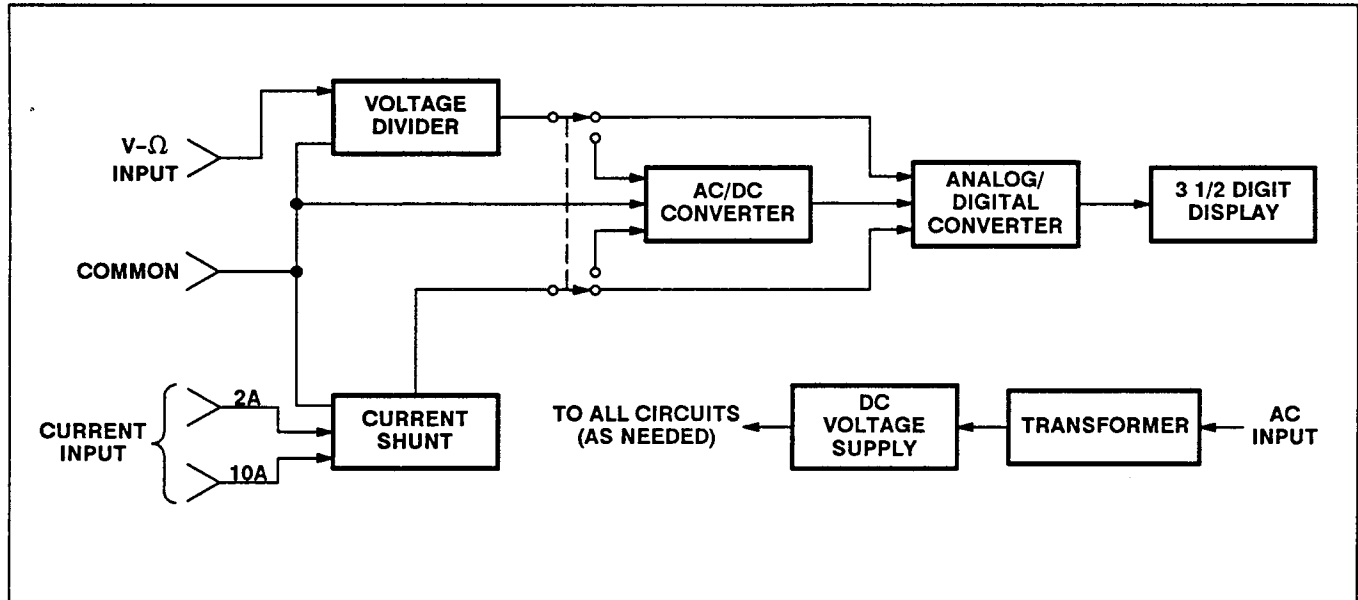 VOLTAGE
DIVIDER
V-Ω
INPUT
AC/DC
CONVERTER
ANALOG/
DIGITAL
CONVERTER
3 1/2 DIGIT
DISPLAY
COMMON
CURRENT
INPUT
2A
10A
CURRENT
SHUNT
TO ALL CIRCUITS
(AS NEEDED)
DC
VOLTAGE
SUPPLY
TRANSFORMER
AC
INPUT